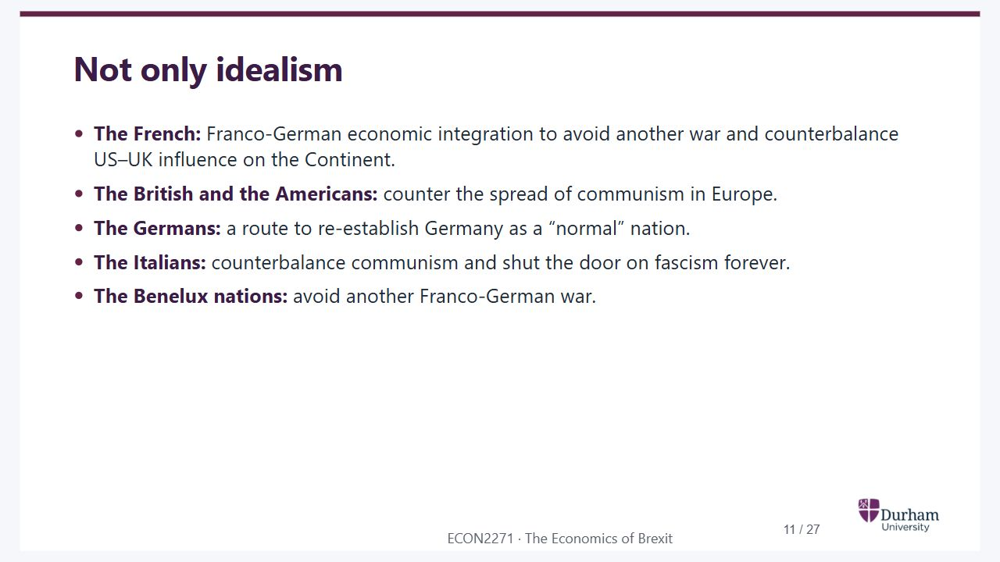 Not only idealism
• The French: Franco-German economic integration to avoid another war and counterbalance
US–UK influence on the Continent.
• The British and the Americans: counter the spread of communism in Europe.
• The Germans: a route to re-establish Germany as a “normal” nation.
• The Italians: counterbalance communism and shut the door on fascism forever.
• The Benelux nations: avoid another Franco-German war.
ECON2271 · The Economics of Brexit
11 / 27
Durham
University